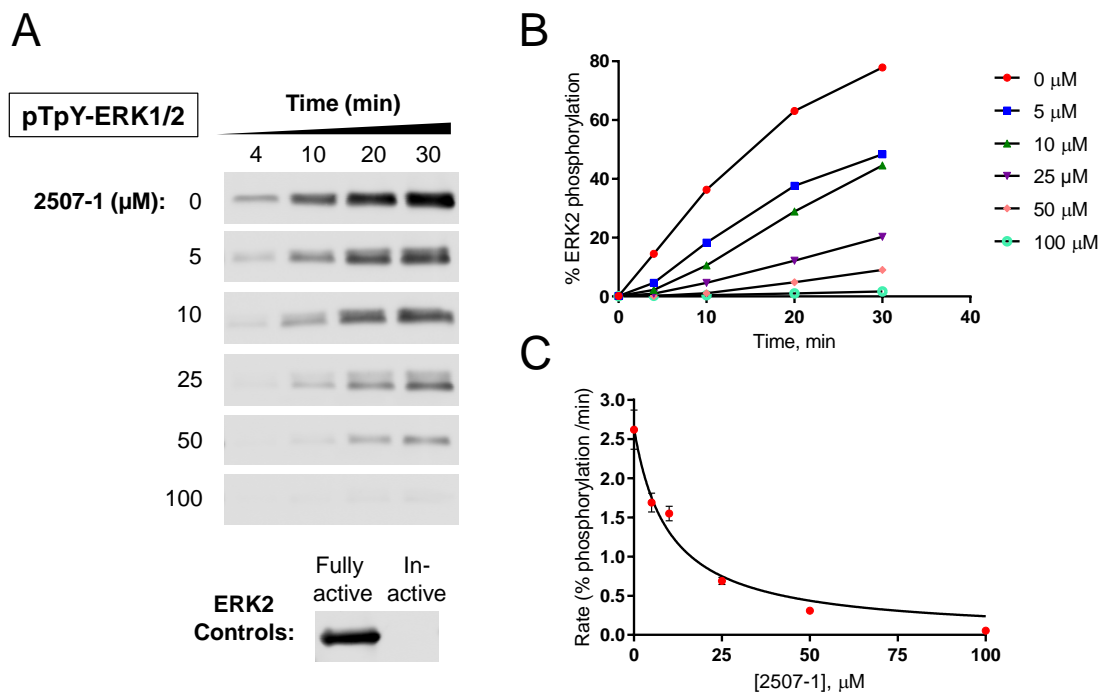 A
pTpY-ERK1/2
Time (min)
4 10 20 30
2507-1 (µM): 0
5
10
25
50
100
Fully In-
active active
ERK2
Controls:
B
80
60
40
20
0
% ERK2 phosphorylation
0 10 20 30 40
Time, min
0 µM
5 µM
10 µM
25 µM
50 µM
100 µM
C
3.0
2.5
2.0
1.5
1.0
0.5
0.0
Rate (% phosphorylation /min)
0 25 50 75 100
[2507-1], µM